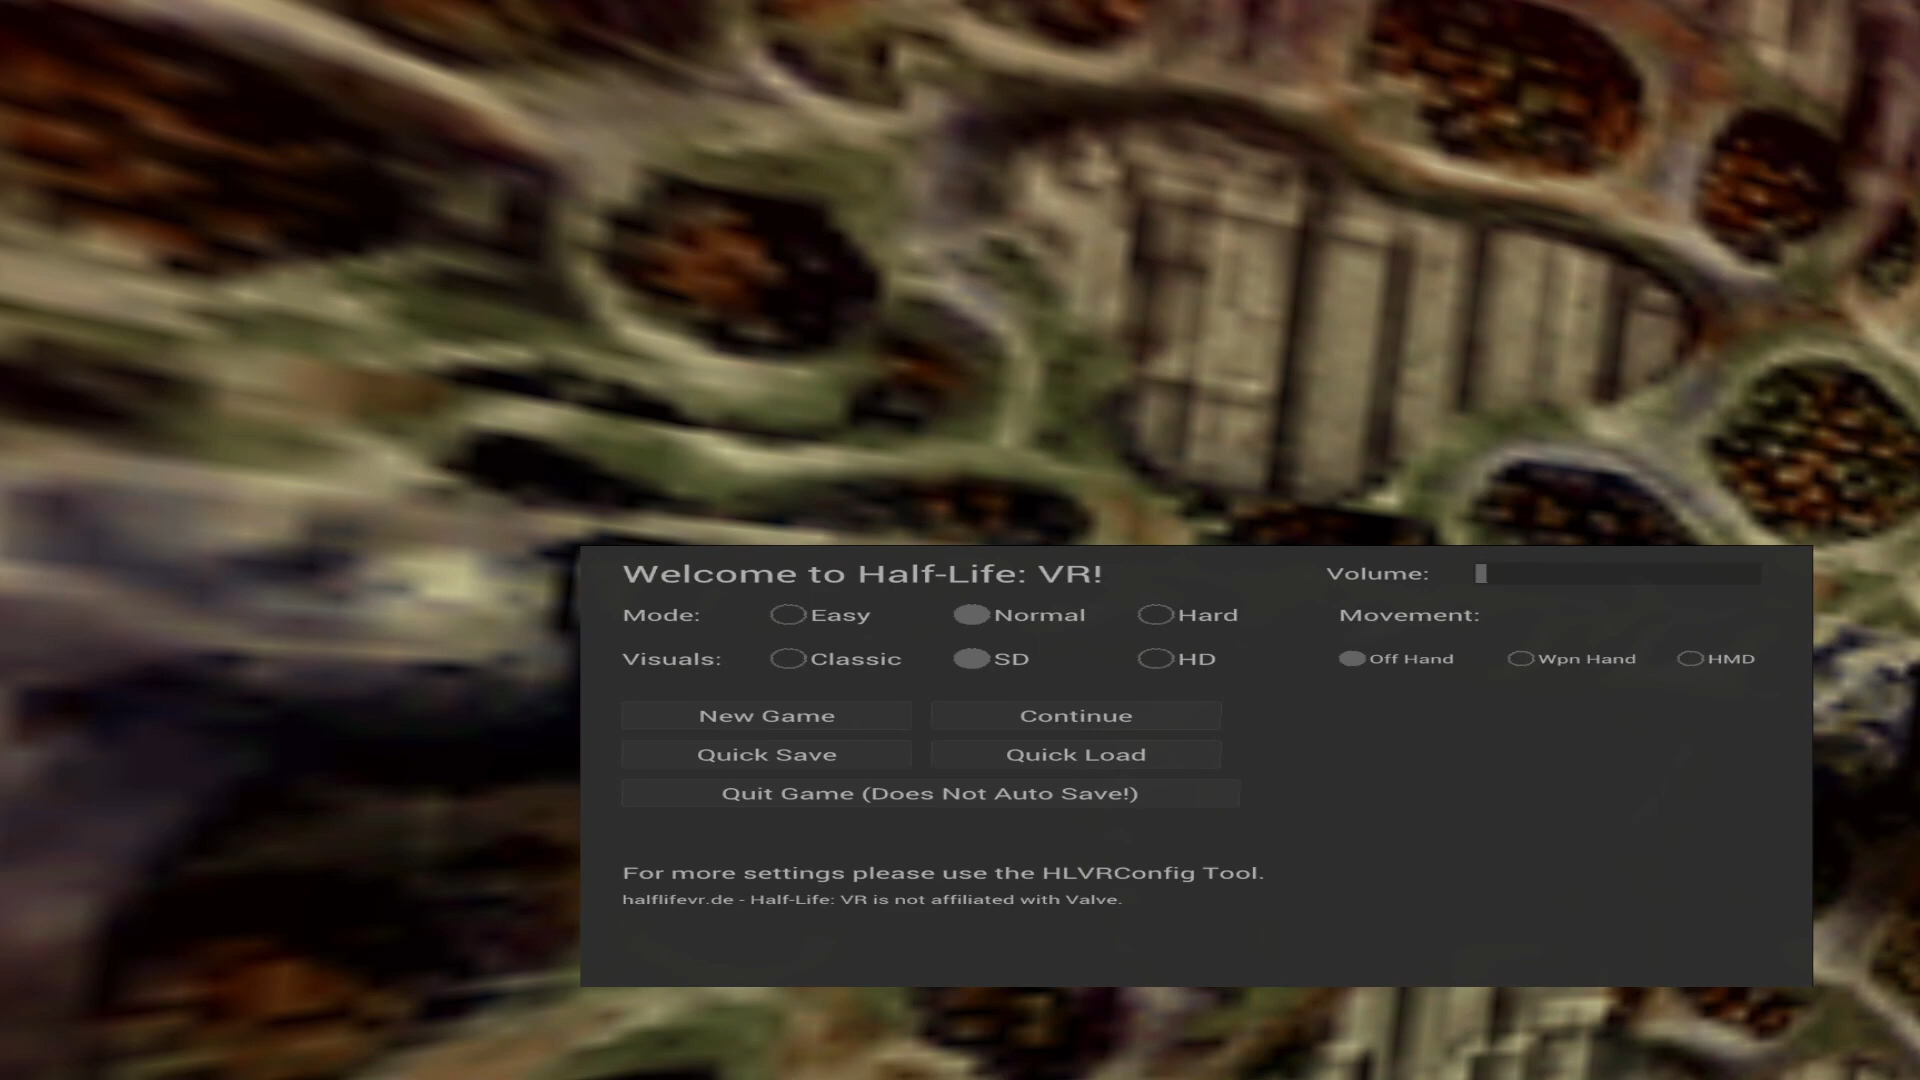 Welcome to Half-Life: VR! Volume:
Mode: Easy Normal Hard Movement:
Visuals: Classic SD HD Off Hand Wpn Hand HMD
New Game Continue
Quick Save Quick Load
Quit Game (Does Not Auto Save!)
For more settings please use the HLVRConfig Tool.
halflifevr.de - Half-Life: VR is not affiliated with Valve.